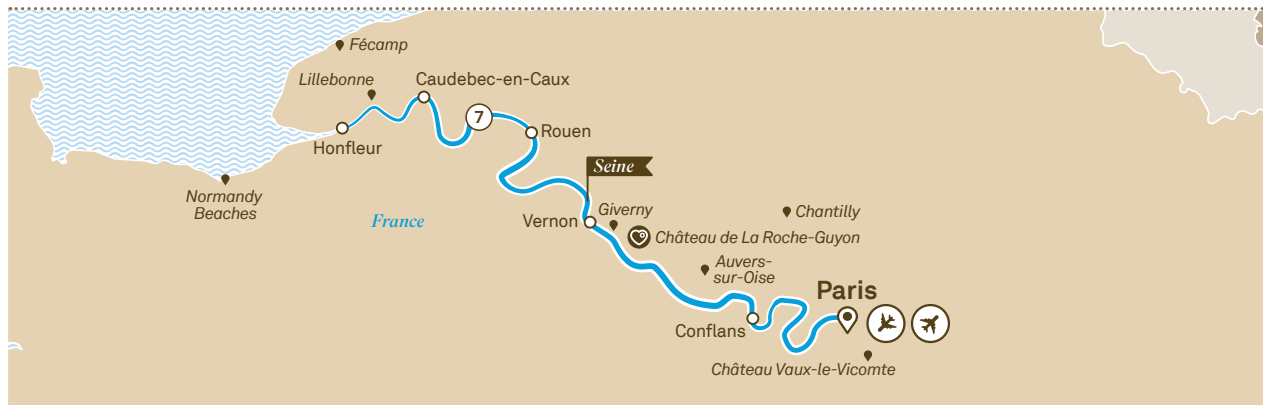 Fécamp
Lillebonne
Caudebec-en-Caux
7
Rouen
Honfleur
Seine
Normandy
Beaches
France
Vernon
Giverny
Chantilly
Château de La Roche-Guyon
Auvers-
sur-Oise
Paris
Conflans
Château Vaux-le-Vicomte